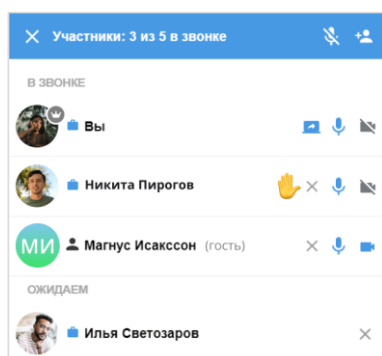 Участники: 3 из 5 в звонке
В ЗВОНКЕ
Вы
Никита Пирогов
МИ Магнус Исакссон (гость)
ОЖИДАЕМ
Илья Светозаров